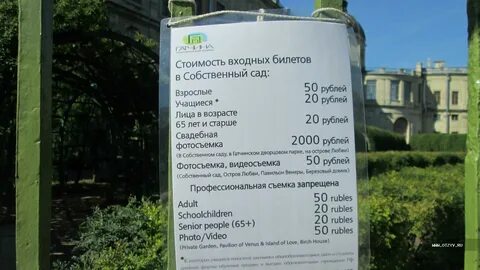 ГАТЧИНА
Стоимость входных билетов
в Собственный сад:
Взрослые 50 рублей
Учащиеся * 20 рублей
Лица в возрасте
65 лет и старше 20 рублей
Свадебная
фотосъемка 2000 рублей
(в Собственном саду, в Гатчинском дворцовом парке, на острове Любви)
Фотосъемка, видеосъемка 50 рублей
(Собственный сад, Остров Любви, Павильон Венеры, Березовый домик)
Профессиональная съемка запрещена
Adult 50 rubles
Schoolchildren 20 rubles
Senior people (65+) 20 rubles
Photo/Video 50 rubles
(Private Garden, Pavilion of Venus & Island of Love, Birch House)
WWW.OTZYV.RU